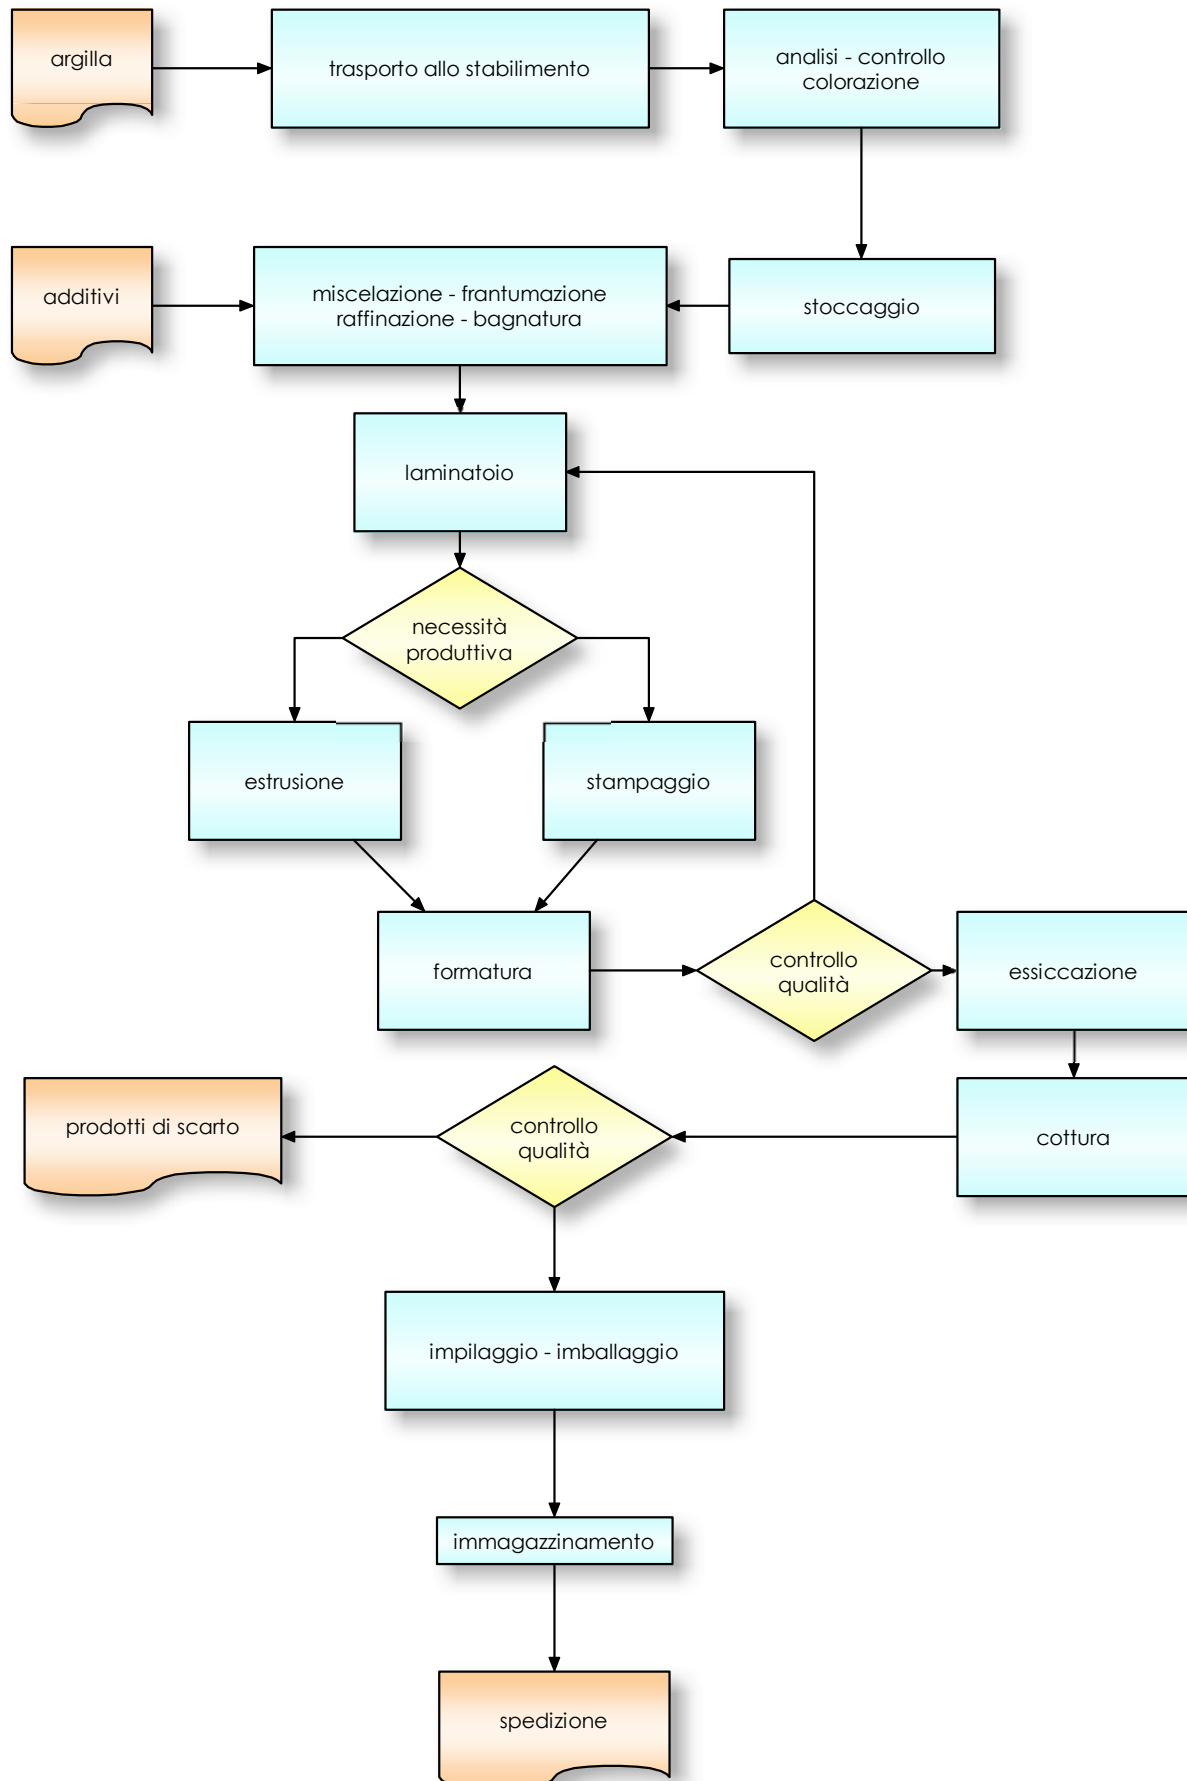 argilla
trasporto allo stabilimento
analisi - controllo
colorazione
additivi
miscelazione - frantumazione
raffinazione - bagnatura
stoccaggio
laminatoio
necessità
produttiva
estrusione
stampaggio
formatura
controllo
qualità
essiccazione
prodotti di scarto
controllo
qualità
cottura
impilaggio - imballaggio
immagazzinamento
spedizione